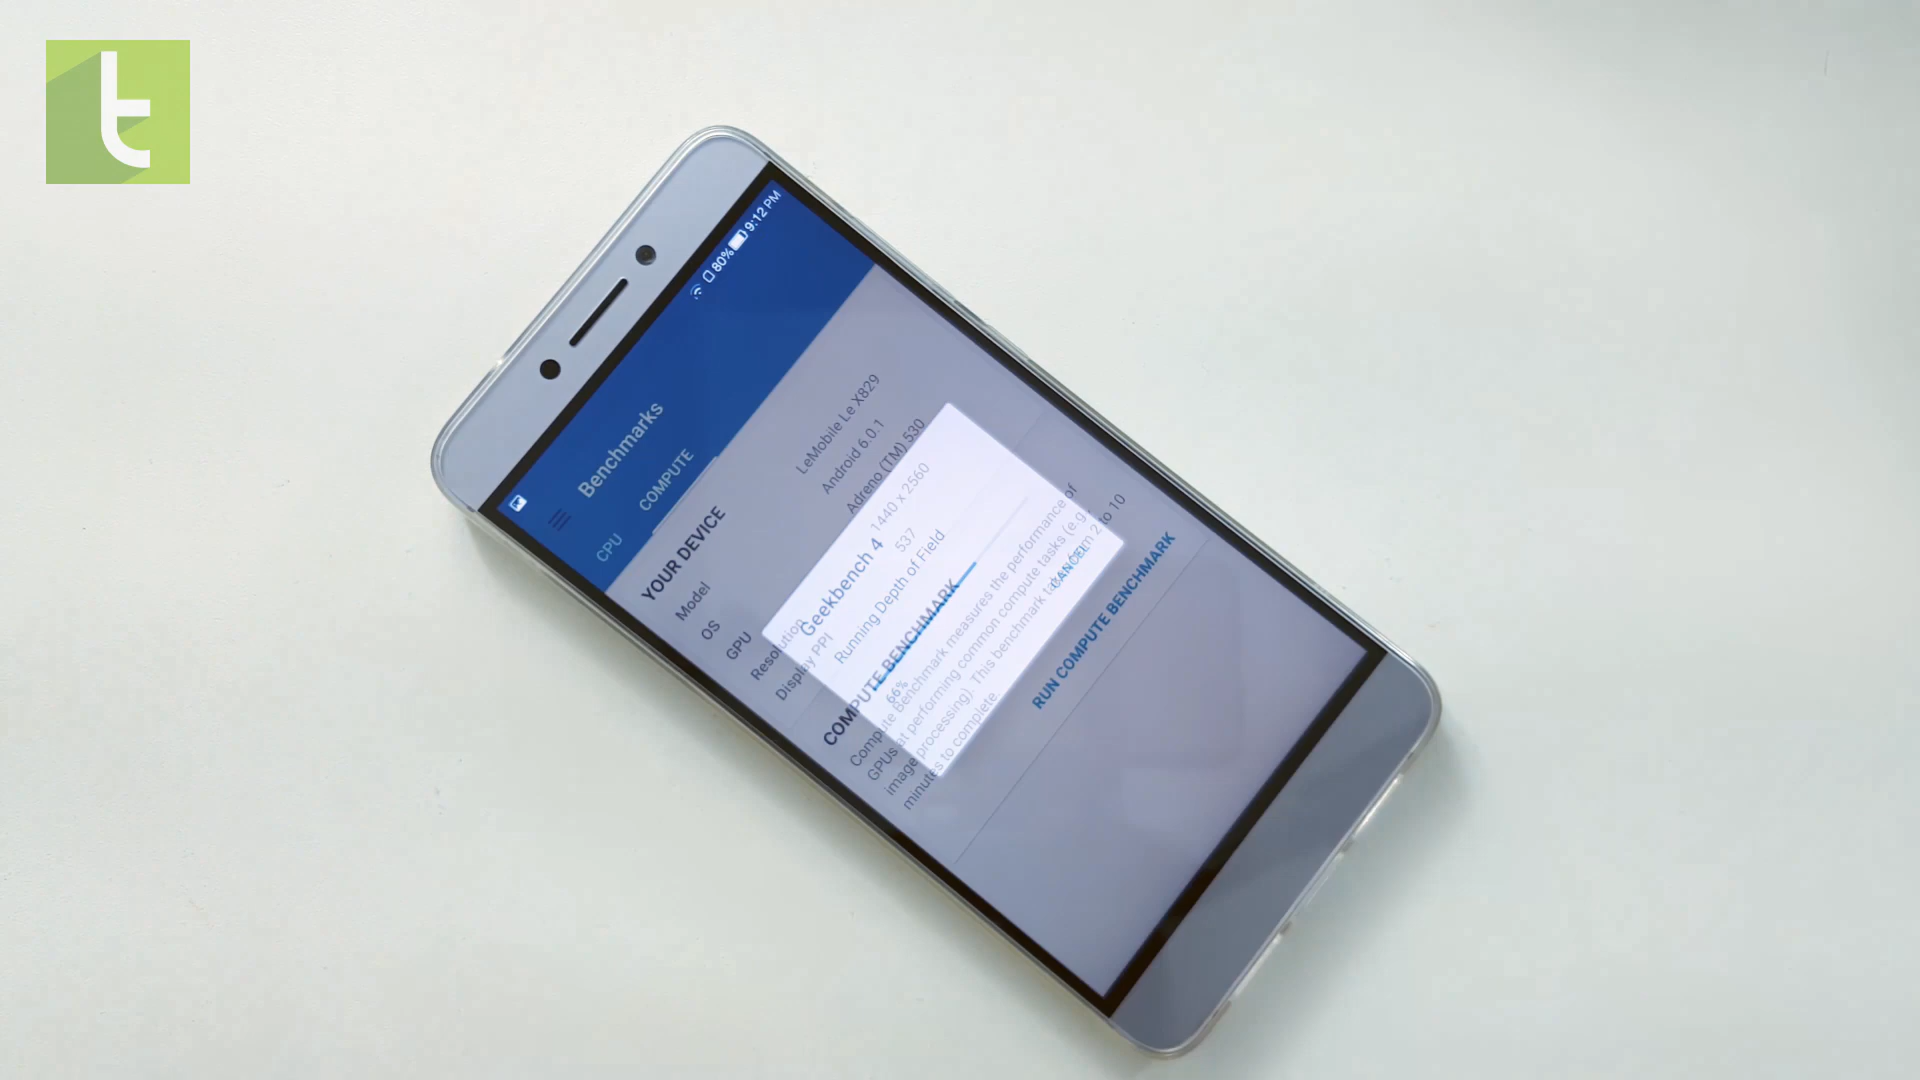 t
80% 9:12 PM
Benchmarks
CPU COMPUTE
YOUR DEVICE
Model LeMobile Le X829
OS Android 6.0.1
GPU Adreno (TM) 530
Resolution 1440 x 2560
Display PPI 537
Geekbench 4
Running Depth of Field
66%
CANCEL
COMPUTE BENCHMARK
Compute Benchmark measures the performance of
GPUs at performing common compute tasks (e.g.,
image processing). This benchmark takes from 2 to 10
minutes to complete.
RUN COMPUTE BENCHMARK